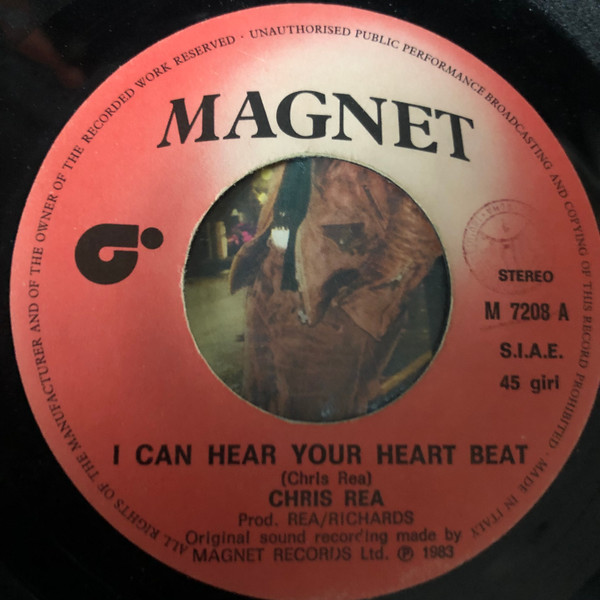 ALL RIGHTS OF THE MANUFACTURER AND OF THE OWNER OF THE RECORDED WORK RESERVED · UNAUTHORISED PUBLIC PERFORMANCE BROADCASTING AND COPYING OF THIS RECORD PROHIBITED · MADE IN ITALY
MAGNET
STEREO
M 7208 A
S.I.A.E.
45 giri
I CAN HEAR YOUR HEART BEAT
(Chris Rea)
CHRIS REA
Prod. REA/RICHARDS
Original sound recording made by
MAGNET RECORDS Ltd. ℗ 1983